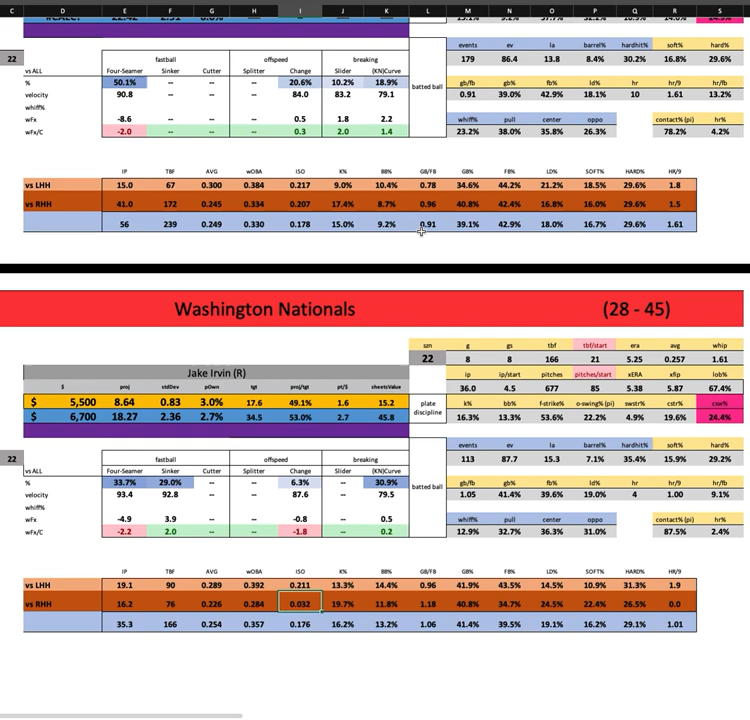 C D E F G H I J K L M N O P Q R S
22
events ev la barrel% hardhit% soft% hard%
179 86.4 13.8 8.4% 30.2% 16.8% 29.6%
fastball offspeed breaking
vs ALL Four-Seamer Sinker Cutter Splitter Change Slider (KN)Curve
% 50.1% -- -- -- 20.6% 10.2% 18.9%
velocity 90.8 -- -- -- 84.0 83.2 79.1
whiff%
wFx -8.6 0.5 1.8 2.2
wFx/C -2.0 -- -- -- 0.3 2.0 1.4
batted ball
gb/fb gb% fb% ld% hr hr/9 hr/fb
0.91 39.0% 42.9% 18.1% 10 1.61 13.2%
whiff% pull center oppo contact% (pi) hr%
23.2% 38.0% 35.8% 26.3% 78.2% 4.2%
IP TBF AVG wOBA ISO K% BB% GB/FB GB% FB% LD% SOFT% HARD% HR/9
vs LHH 15.0 67 0.300 0.384 0.217 9.0% 10.4% 0.78 34.6% 44.2% 21.2% 18.5% 29.6% 1.8
vs RHH 41.0 172 0.245 0.334 0.207 17.4% 8.7% 0.96 40.8% 42.4% 16.8% 16.0% 29.6% 1.5
56 239 0.249 0.330 0.178 15.0% 9.2% 0.91 39.1% 42.9% 18.0% 16.7% 29.6% 1.61
Washington Nationals (28 - 45)
szn g gs tbf tbf/start era avg whip
22 8 8 166 21 5.25 0.257 1.61
Jake Irvin (R)
ip ip/start pitches pitches/start xERA xfip lob%
36.0 4.5 677 85 5.38 5.87 67.4%
$ proj stdDev pOwn tgt proj/tgt pt/$ sheetsValue
$ 5,500 8.64 0.83 3.0% 17.6 49.1% 1.6 15.2
$ 6,700 18.27 2.36 2.7% 34.5 53.0% 2.7 45.8
plate discipline
k% bb% f-strike% o-swing% (pi) swstr% cstr% csw%
16.3% 13.3% 53.6% 22.2% 4.9% 19.6% 24.4%
events ev la barrel% hardhit% soft% hard%
113 87.7 15.3 7.1% 35.4% 15.9% 29.2%
22
fastball offspeed breaking
vs ALL Four-Seamer Sinker Cutter Splitter Change Slider (KN)Curve
% 33.7% 29.0% -- -- 6.3% -- 30.9%
velocity 93.4 92.8 -- -- 87.6 -- 79.5
whiff%
wFx -4.9 3.9 -0.8 0.5
wFx/C -2.2 2.0 -- -- -1.8 -- 0.2
batted ball
gb/fb gb% fb% ld% hr hr/9 hr/fb
1.05 41.4% 39.6% 19.0% 4 1.00 9.1%
whiff% pull center oppo contact% (pi) hr%
12.9% 32.7% 36.3% 31.0% 87.5% 2.4%
IP TBF AVG wOBA ISO K% BB% GB/FB GB% FB% LD% SOFT% HARD% HR/9
vs LHH 19.1 90 0.289 0.392 0.211 13.3% 14.4% 0.96 41.9% 43.5% 14.5% 10.9% 31.3% 1.9
vs RHH 16.2 76 0.226 0.284 0.032 19.7% 11.8% 1.18 40.8% 34.7% 24.5% 22.4% 26.5% 0.0
35.3 166 0.254 0.357 0.176 16.2% 13.2% 1.06 41.4% 39.5% 19.1% 16.2% 29.1% 1.01